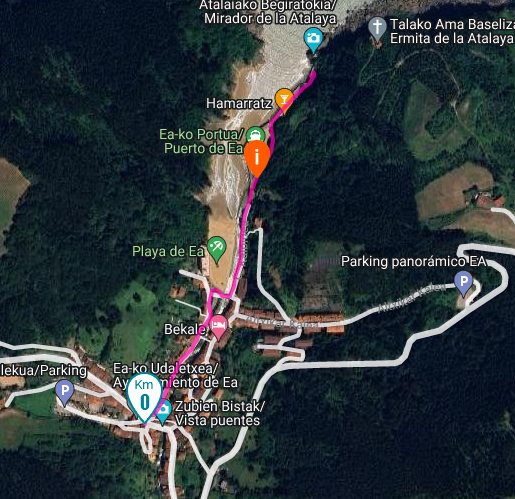 Atalaiako Begiratokia/
Mirador de la Atalaya
Talako Ama Baseliza
Ermita de la Atalaya
Hamarratz
Ea-ko Portua/
Puerto de Ea
i
Playa de Ea
Parking panorámico EA
P
Bekale
lekua/Parking
P
Ea-ko Udaletxea/
Ayuntamiento de Ea
Km
0
Zubien Bistak/
Vista puentes